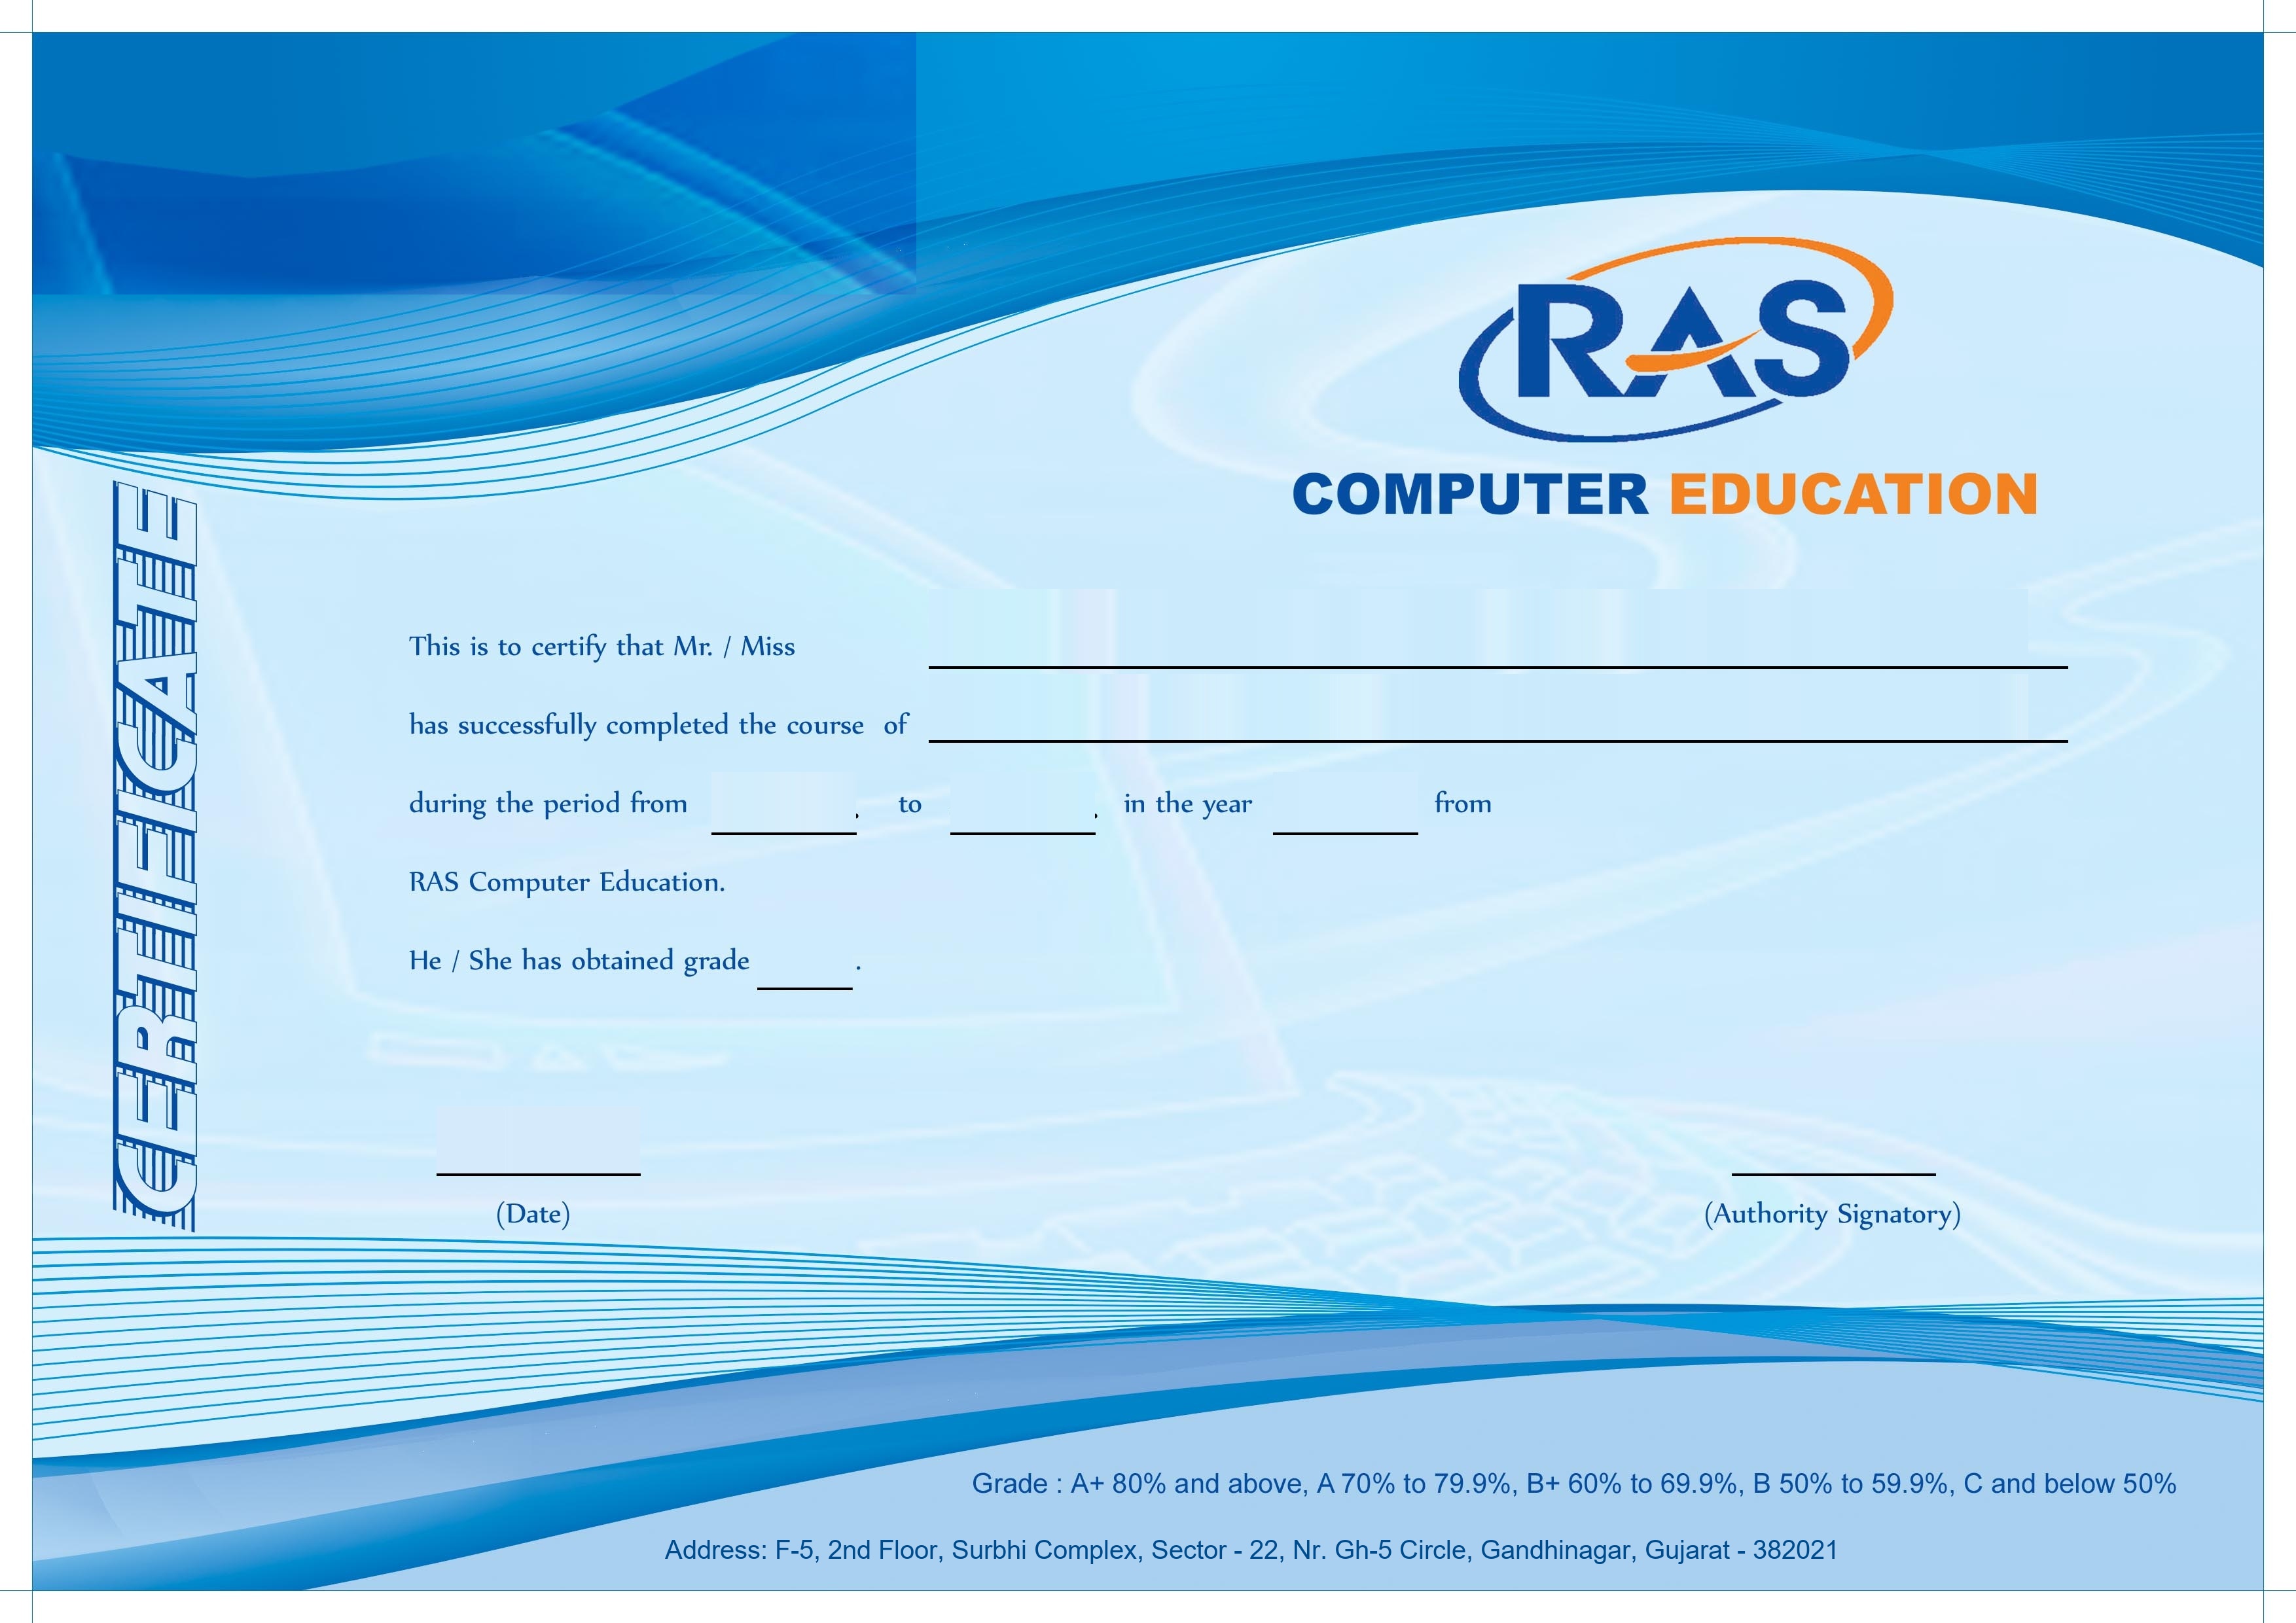 RAS
COMPUTER EDUCATION
CERTIFICATE
This is to certify that Mr. / Miss
has successfully completed the course of
during the period from , to , in the year from
RAS Computer Education.
He / She has obtained grade .
(Date)
(Authority Signatory)
Grade : A+ 80% and above, A 70% to 79.9%, B+ 60% to 69.9%, B 50% to 59.9%, C and below 50%
Address: F-5, 2nd Floor, Surbhi Complex, Sector - 22, Nr. Gh-5 Circle, Gandhinagar, Gujarat - 382021